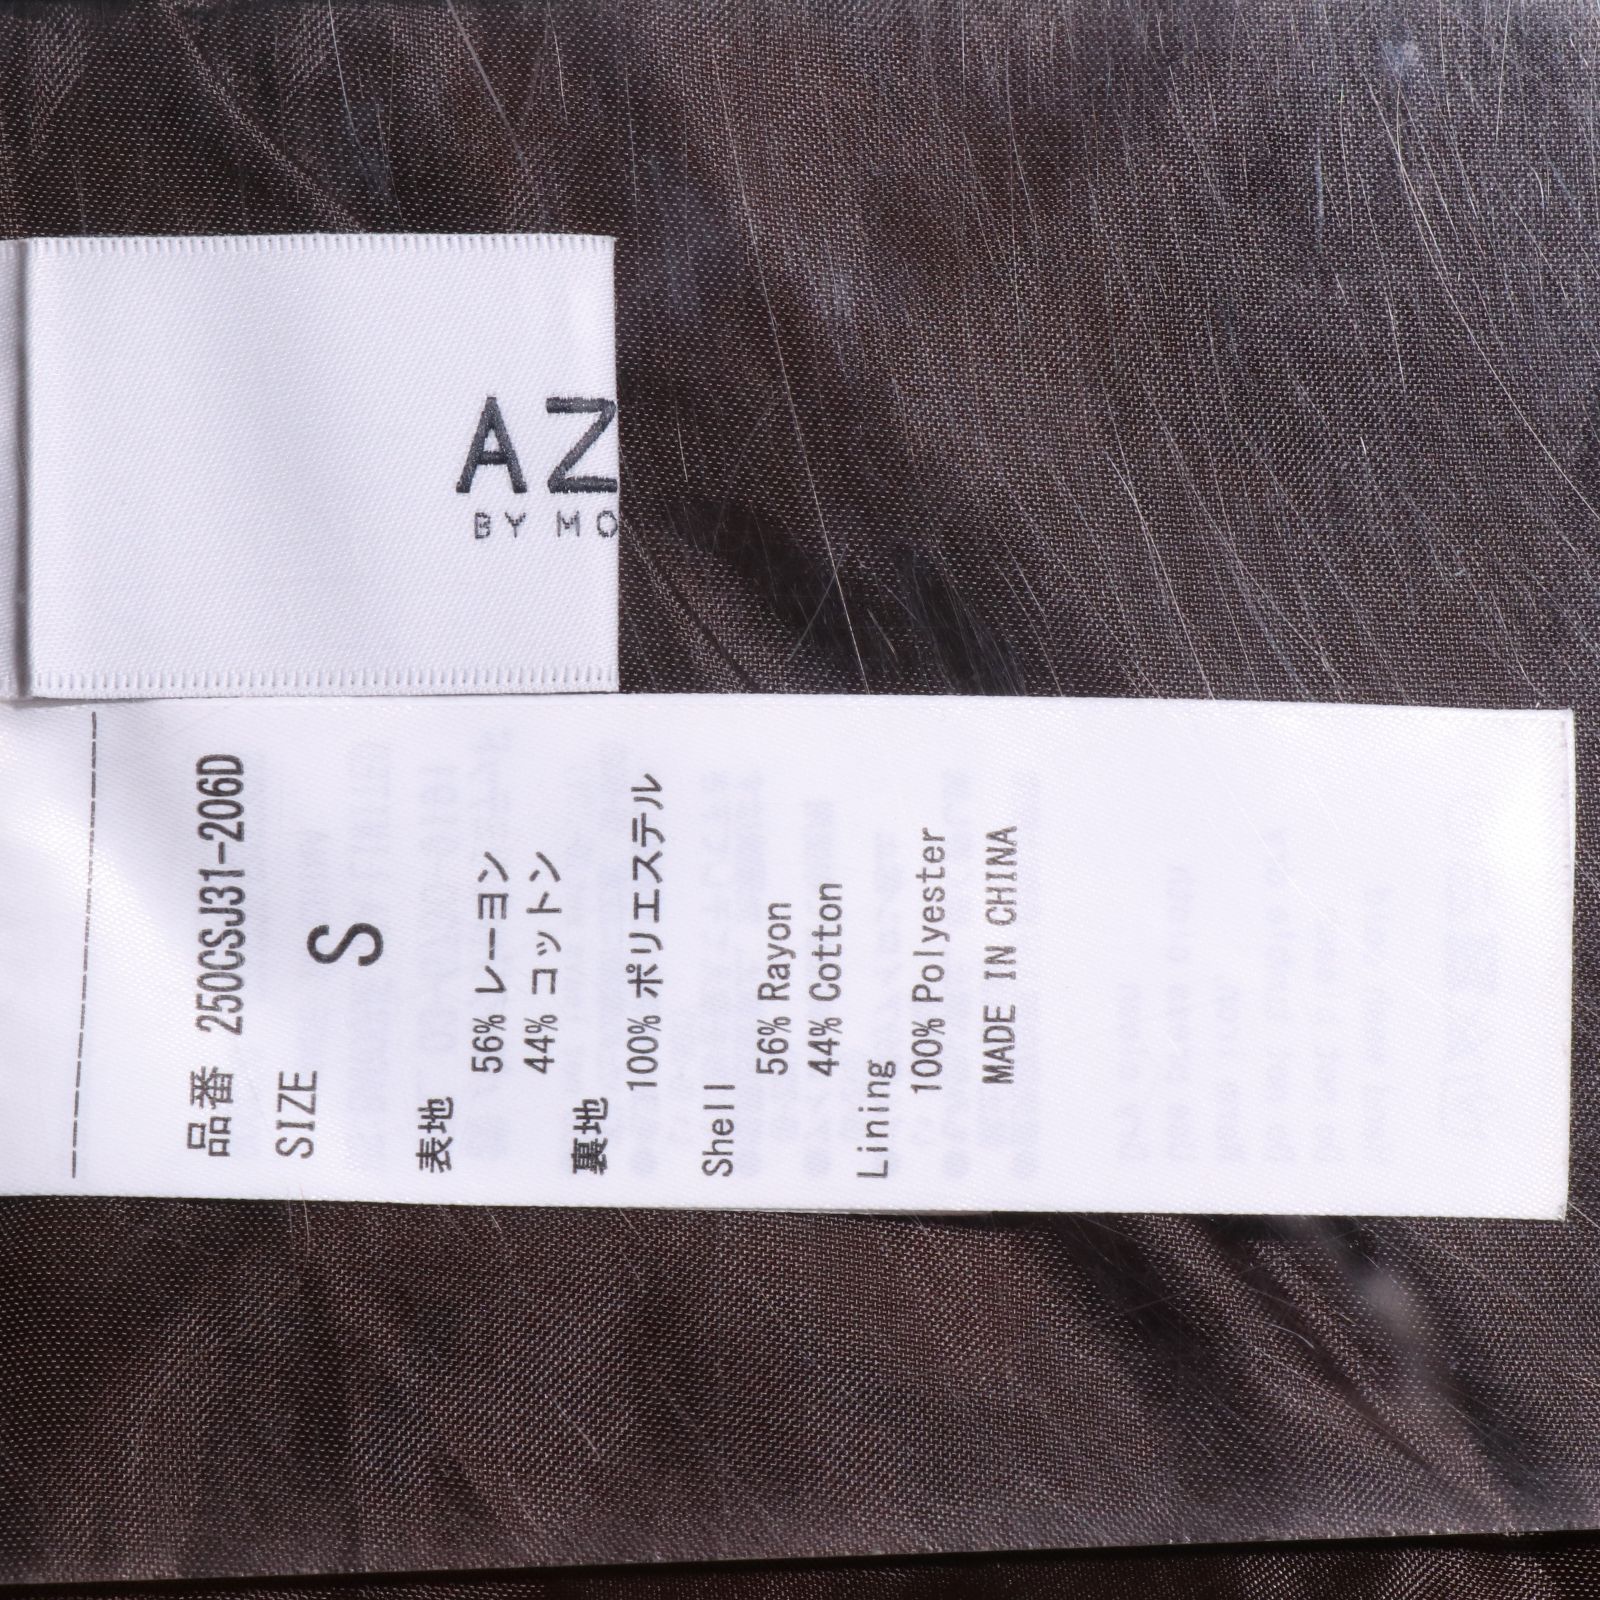 AZ
BY MO
品番 250CSJ31-206D
SIZE S
表地
56% レーヨン
44% コットン
裏地
100% ポリエステル
Shell
56% Rayon
44% Cotton
Lining
100% Polyester
MADE IN CHINA